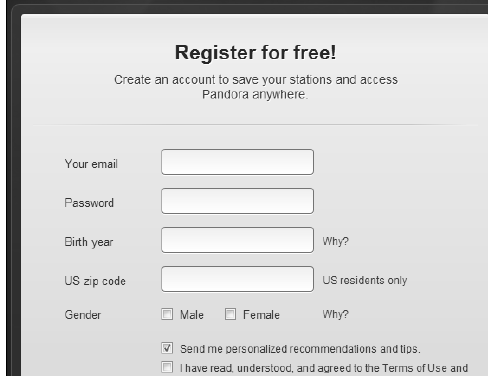 Register for free!
Create an account to save your stations and access
Pandora anywhere.
Your email
Password
Birth year Why?
US zip code US residents only
Gender Male Female Why?
Send me personalized recommendations and tips.
I have read, understood, and agreed to the Terms of Use and